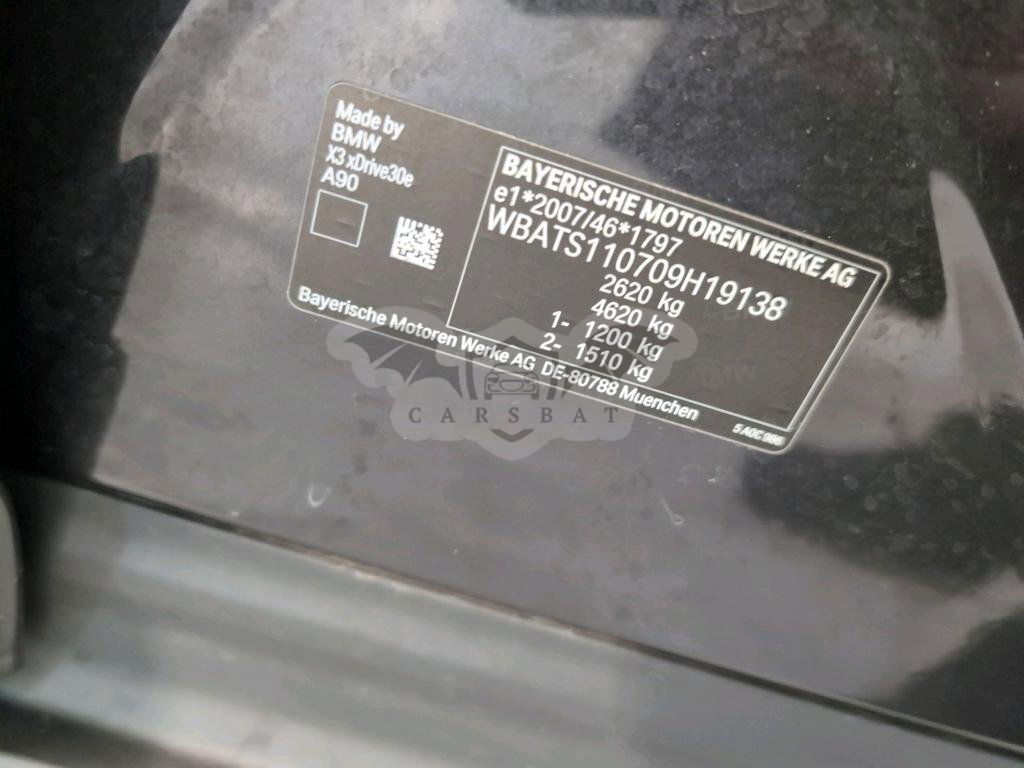 Made by
BMW
X3 xDrive30e
A90
BAYERISCHE MOTOREN WERKE AG
e1*2007/46*1797
WBATS110709H19138
2620 kg
4620 kg
1- 1200 kg
2- 1510 kg
Bayerische Motoren Werke AG DE-80788 Muenchen
CARSBAT